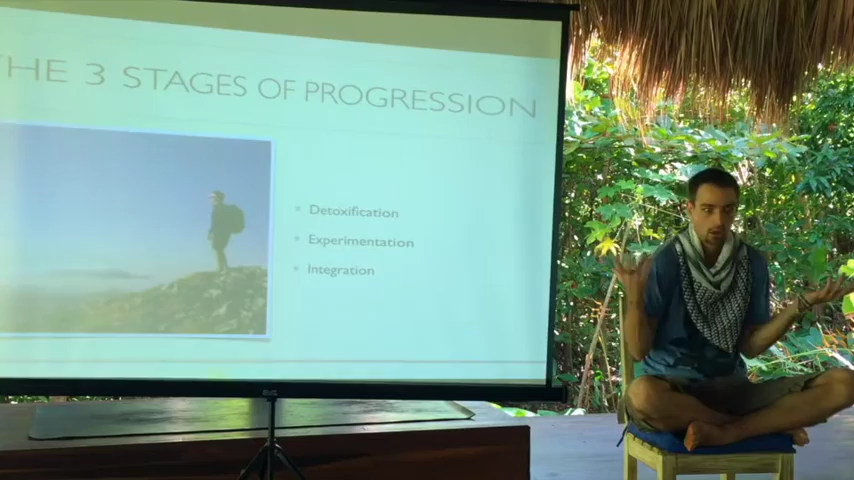 THE 3 STAGES OF PROGRESSION
Detoxification
Experimentation
Integration